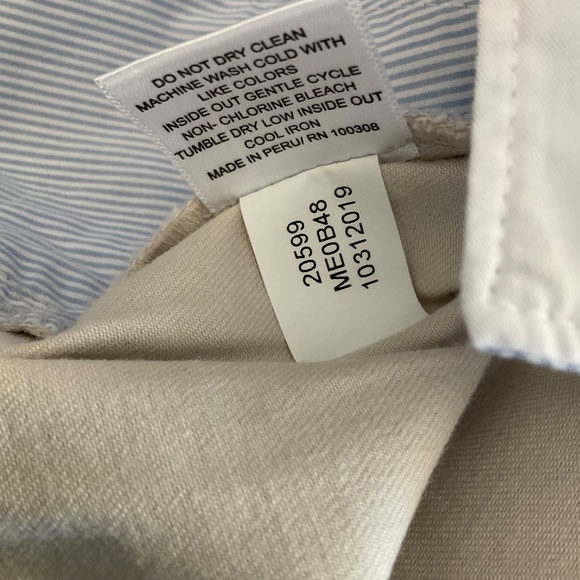 DO NOT DRY CLEAN
MACHINE WASH COLD WITH
LIKE COLORS
INSIDE OUT GENTLE CYCLE
NON- CHLORINE BLEACH
TUMBLE DRY LOW INSIDE OUT
COOL IRON
MADE IN PERU/ RN 100308
20599
ME0B48
10312019